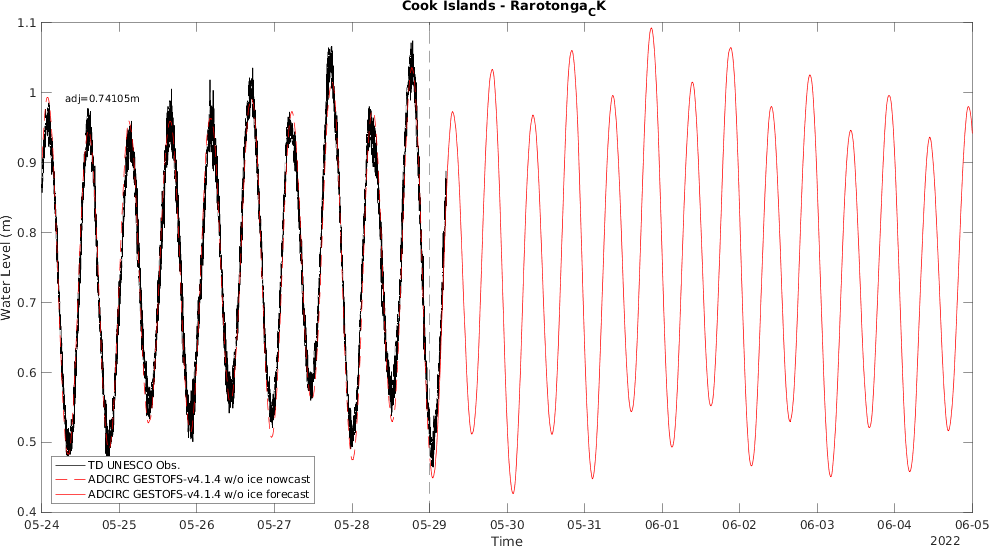 Cook Islands - Rarotonga_CK
1.1
1
0.9
0.8
0.7
0.6
0.5
0.4
Water Level (m)
adj=0.74105m
TD UNESCO Obs.
ADCIRC GESTOFS-v4.1.4 w/o ice nowcast
ADCIRC GESTOFS-v4.1.4 w/o ice forecast
05-24 05-25 05-26 05-27 05-28 05-29 05-30 05-31 06-01 06-02 06-03 06-04 06-05
Time
2022